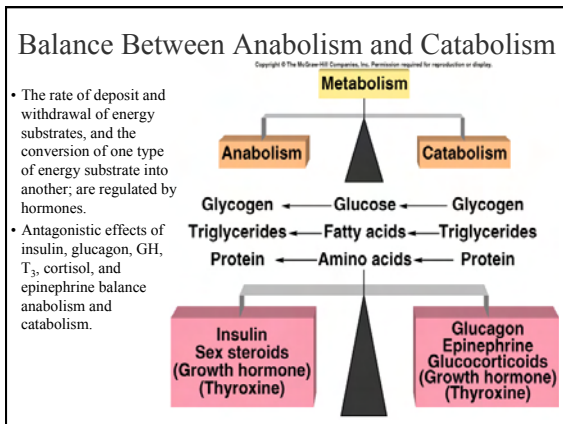 Balance Between Anabolism and Catabolism
Copyright © The McGraw-Hill Companies, Inc. Permission required for reproduction or display.
• The rate of deposit and
withdrawal of energy
substrates, and the
conversion of one type
of energy substrate into
another; are regulated by
hormones.
• Antagonistic effects of
insulin, glucagon, GH,
T3, cortisol, and
epinephrine balance
anabolism and
catabolism.
Metabolism
Anabolism
Catabolism
Glycogen ← Glucose ← Glycogen
Triglycerides ← Fatty acids ← Triglycerides
Protein ← Amino acids ← Protein
Insulin
Sex steroids
(Growth hormone)
(Thyroxine)
Glucagon
Epinephrine
Glucocorticoids
(Growth hormone)
(Thyroxine)